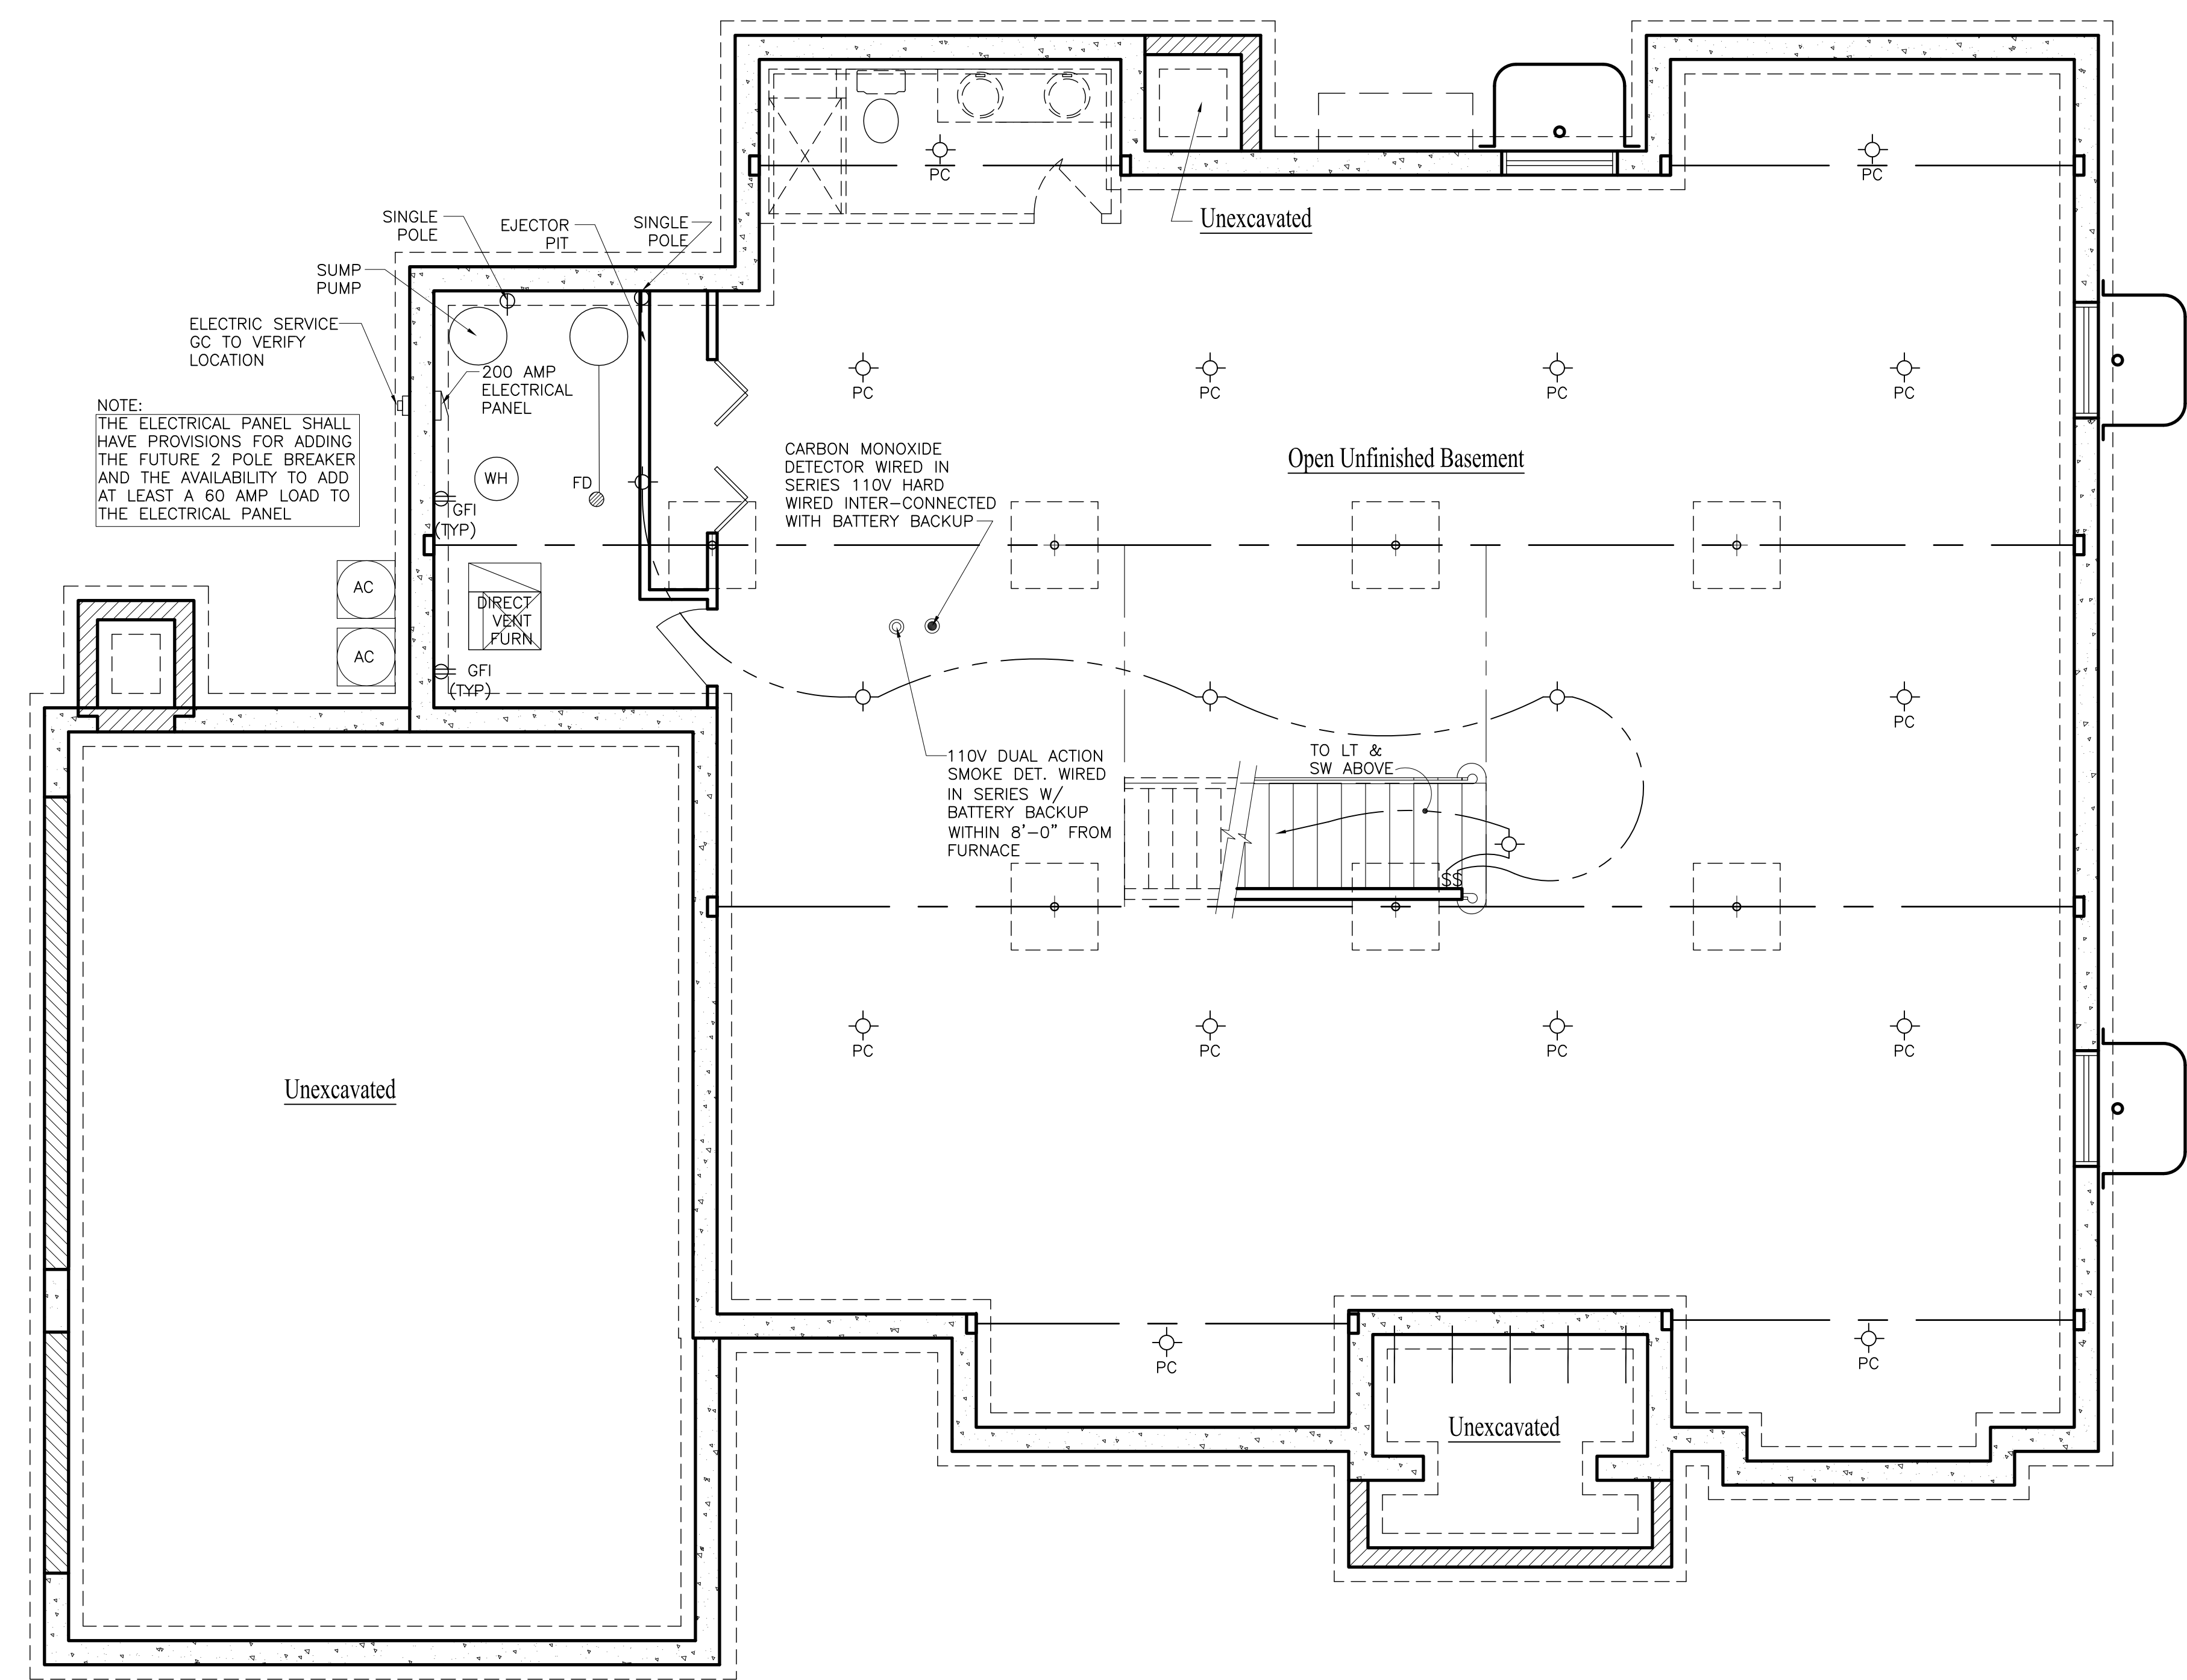 SINGLE
POLE
EJECTOR
PIT
SINGLE
POLE
Unexcavated
PC
PC
SUMP
PUMP
ELECTRIC SERVICE
GC TO VERIFY
LOCATION
200 AMP
ELECTRICAL
PANEL
NOTE:
THE ELECTRICAL PANEL SHALL
HAVE PROVISIONS FOR ADDING
THE FUTURE 2 POLE BREAKER
AND THE AVAILABILITY TO ADD
AT LEAST A 60 AMP LOAD TO
THE ELECTRICAL PANEL
PC
PC
PC
PC
CARBON MONOXIDE
DETECTOR WIRED IN
SERIES 110V HARD
WIRED INTER-CONNECTED
WITH BATTERY BACKUP
Open Unfinished Basement
WH
FD
GFI
(TYP)
AC
AC
DIRECT
VENT
FURN
GFI
(TYP)
PC
110V DUAL ACTION
SMOKE DET. WIRED
IN SERIES W/
BATTERY BACKUP
WITHIN 8'-0" FROM
FURNACE
TO LT &
SW ABOVE
$$
PC
PC
PC
PC
Unexcavated
PC
PC
Unexcavated